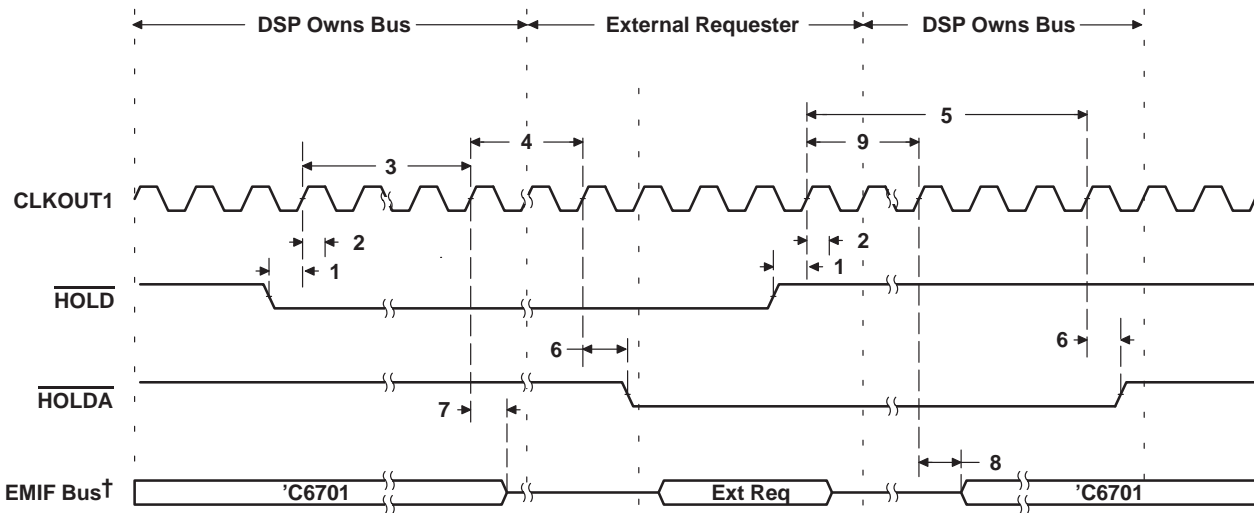 DSP Owns Bus External Requester DSP Owns Bus
5
4 9
3
CLKOUT1
2 2
1 1
HOLD
6 6
HOLDA
7
8
EMIF Bus† 'C6701 Ext Req 'C6701